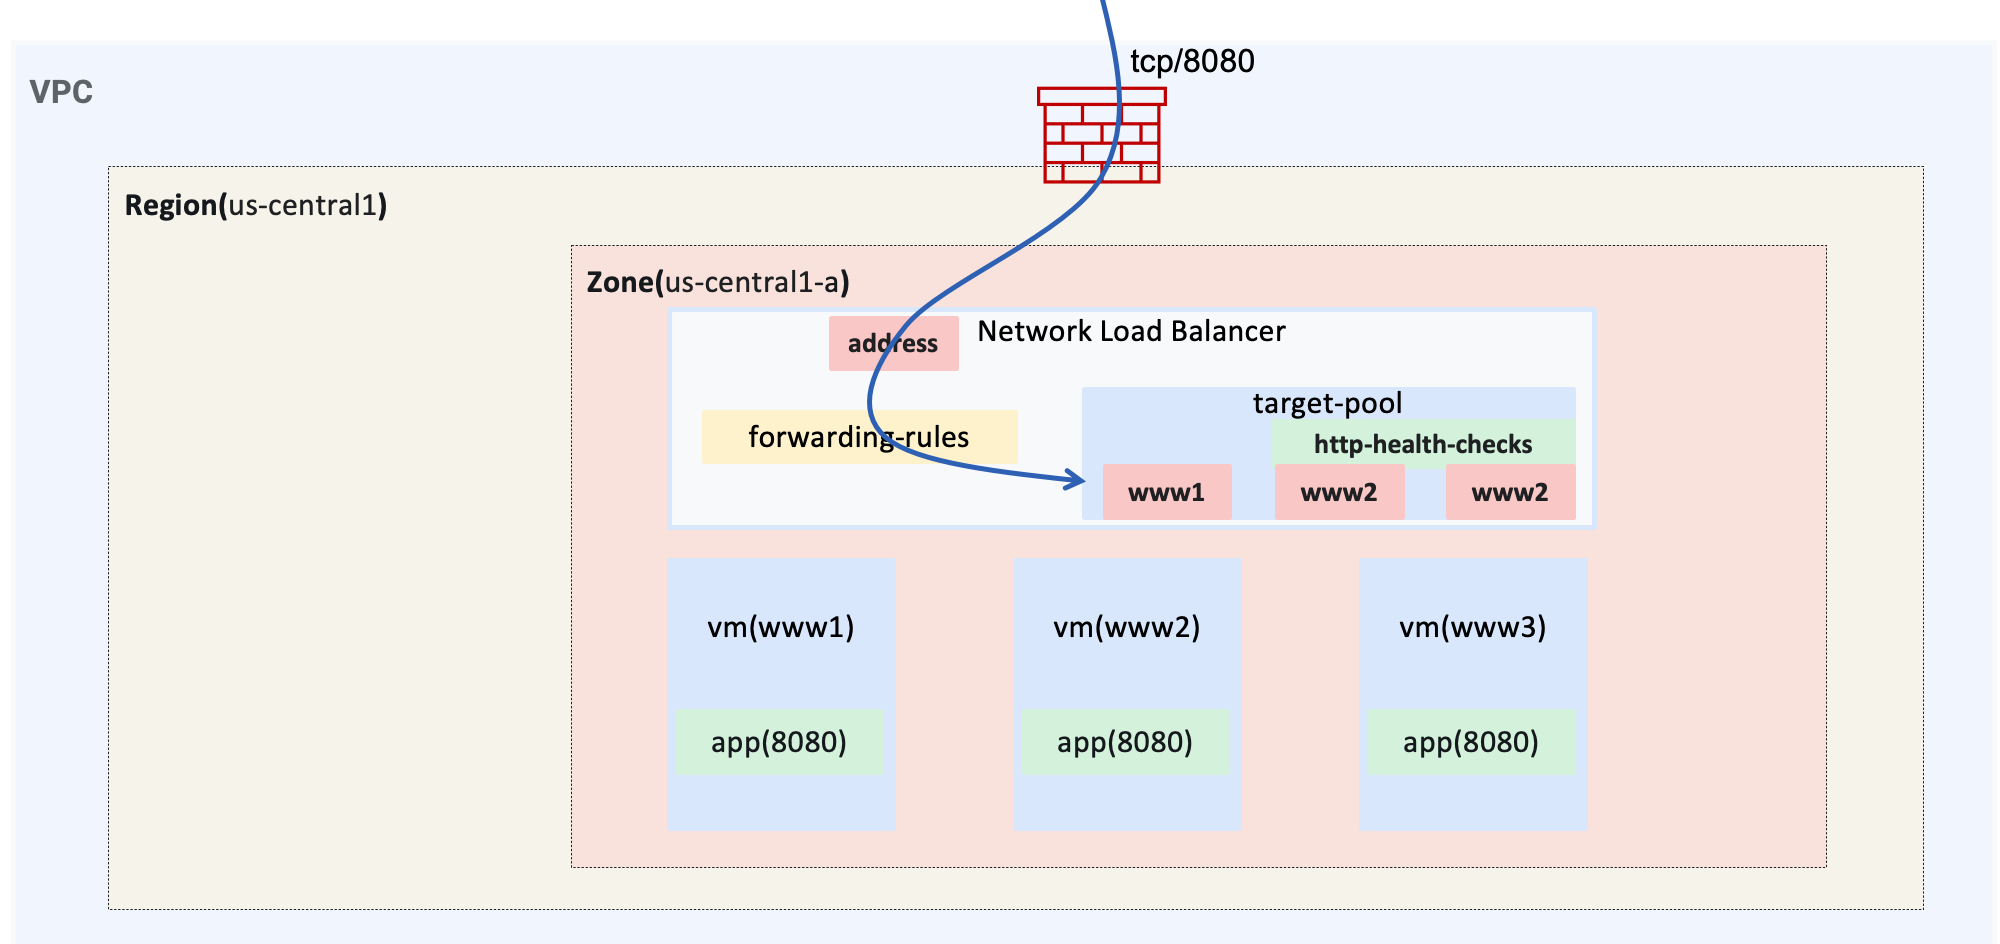 tcp/8080
VPC
Region(us-central1)
Zone(us-central1-a)
Network Load Balancer
address
target-pool
forwarding-rules
http-health-checks
www1
www2
www2
vm(www1)
vm(www2)
vm(www3)
app(8080)
app(8080)
app(8080)